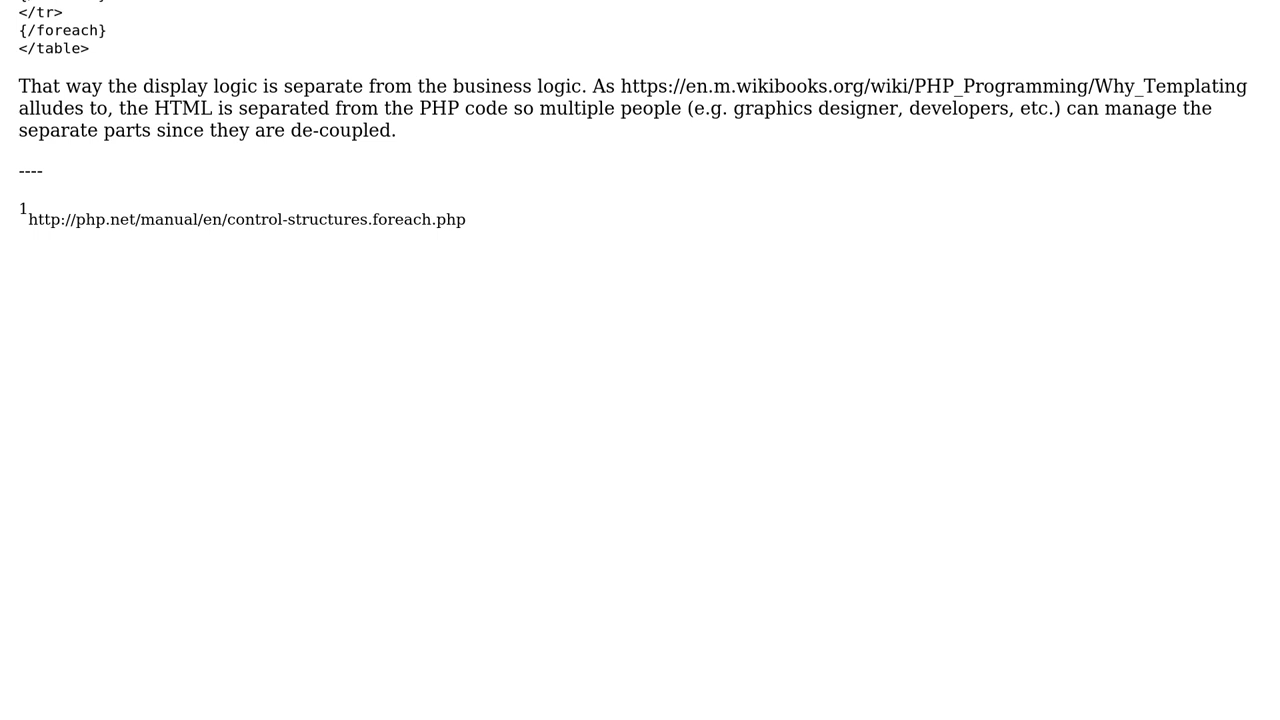 </tr>
{/foreach}
</table>
That way the display logic is separate from the business logic. As https://en.m.wikibooks.org/wiki/PHP_Programming/Why_Templating
alludes to, the HTML is separated from the PHP code so multiple people (e.g. graphics designer, developers, etc.) can manage the
separate parts since they are de-coupled.
----
1http://php.net/manual/en/control-structures.foreach.php